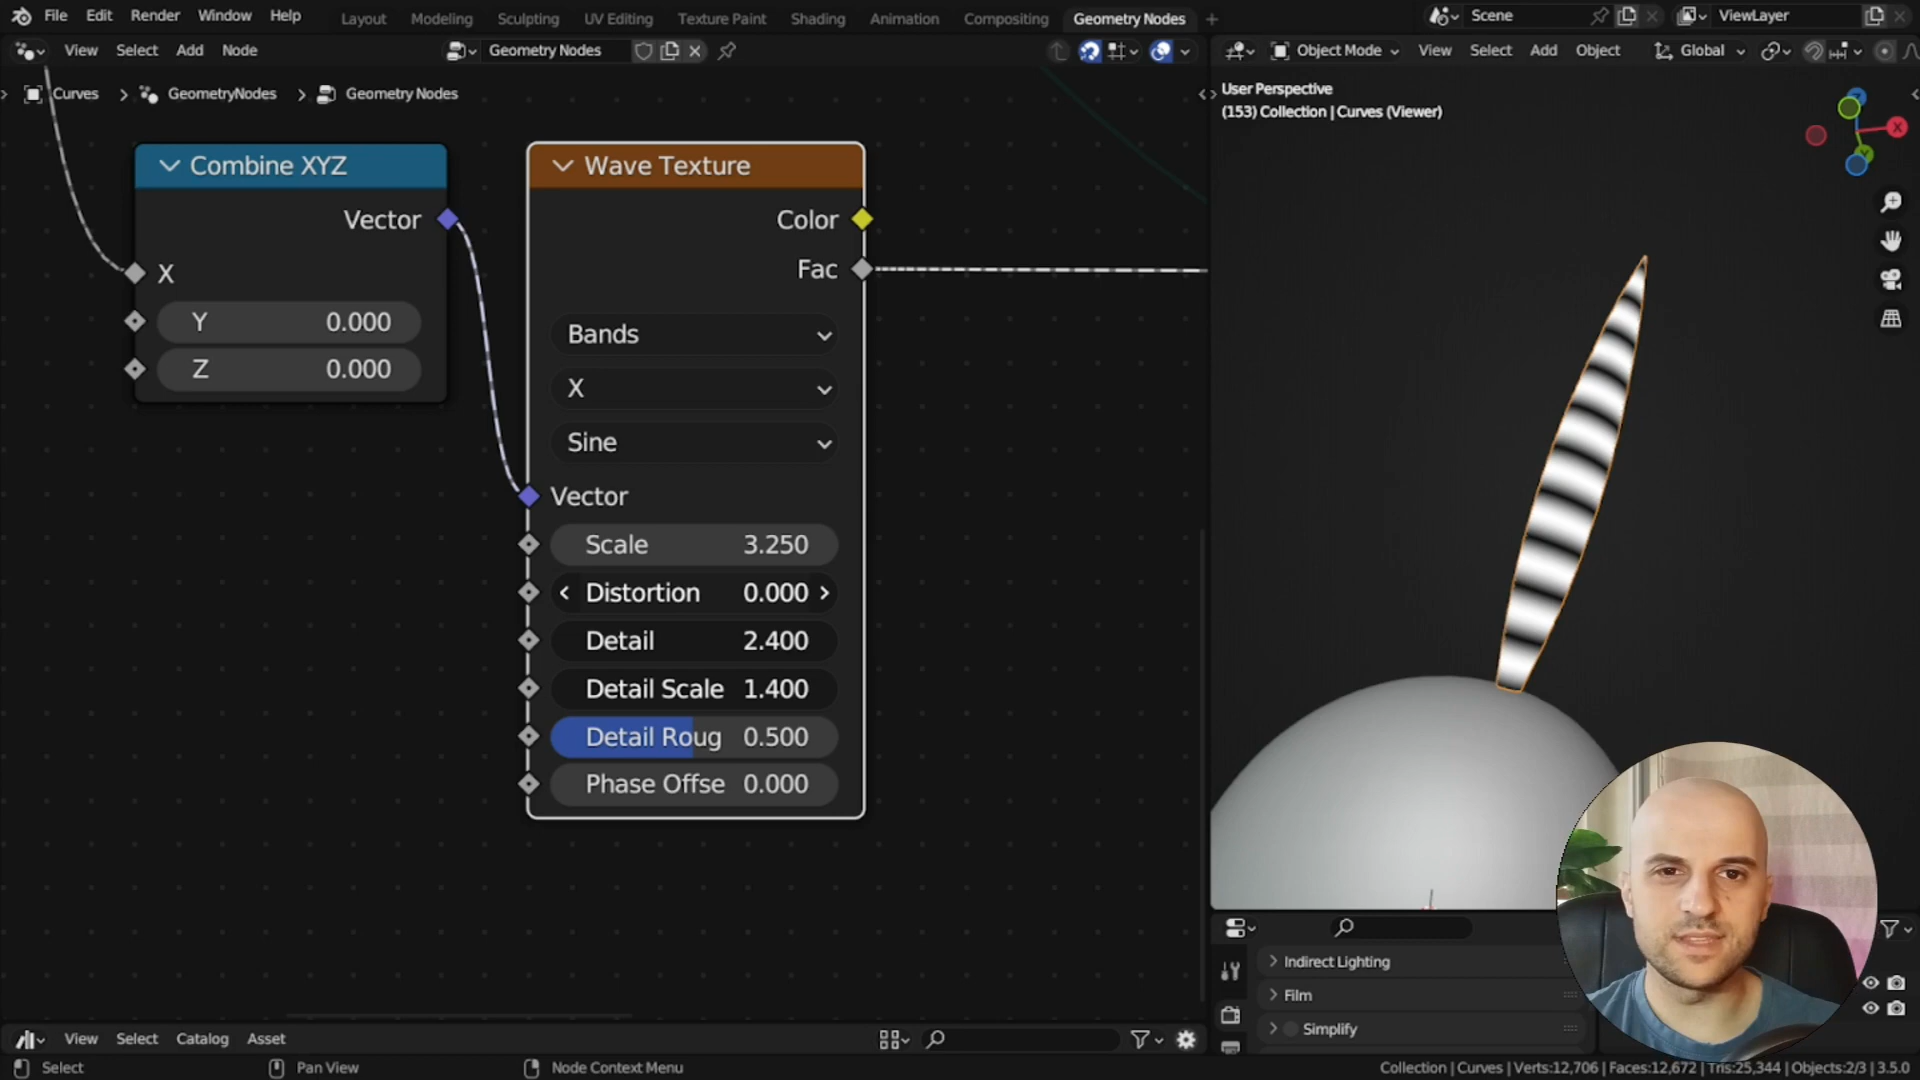 File Edit Render Window Help
Layout Modeling Sculpting UV Editing Texture Paint Shading Animation Compositing Geometry Nodes +
Scene
ViewLayer
View Select Add Node
Geometry Nodes
Object Mode View Select Add Object Global
Curves > GeometryNodes > Geometry Nodes
User Perspective
(153) Collection | Curves (Viewer)
X
Y
Combine XYZ
Vector
X
Y 0.000
Z 0.000
Wave Texture
Color
Fac
Bands
X
Sine
Vector
Scale 3.250
Distortion 0.000
Detail 2.400
Detail Scale 1.400
Detail Roug 0.500
Phase Offse 0.000
Indirect Lighting
Film
Simplify
View Select Catalog Asset
Select
Pan View
Node Context Menu
Collection | Curves | Verts:12,706 | Faces:12,672 | Tris:25,344 | Objects:2/3 | 3.5.0